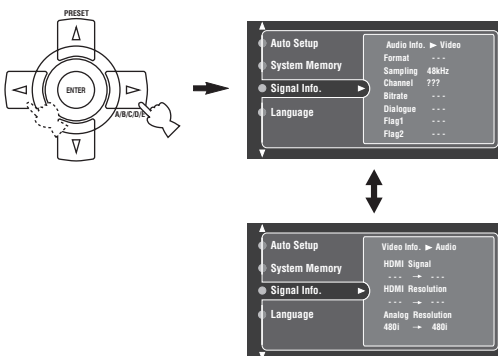 PRESET
ENTER
A/B/C/D/E
Auto Setup
System Memory
Signal Info.
Language
Audio Info. ► Video
Format - - -
Sampling 48kHz
Channel ???
Bitrate - - -
Dialogue - - -
Flag1 - - -
Flag2 - - -
Auto Setup
System Memory
Signal Info.
Language
Video Info. ► Audio
HDMI Signal
- - - → - - -
HDMI Resolution
- - - → - - -
Analog Resolution
480i → 480i